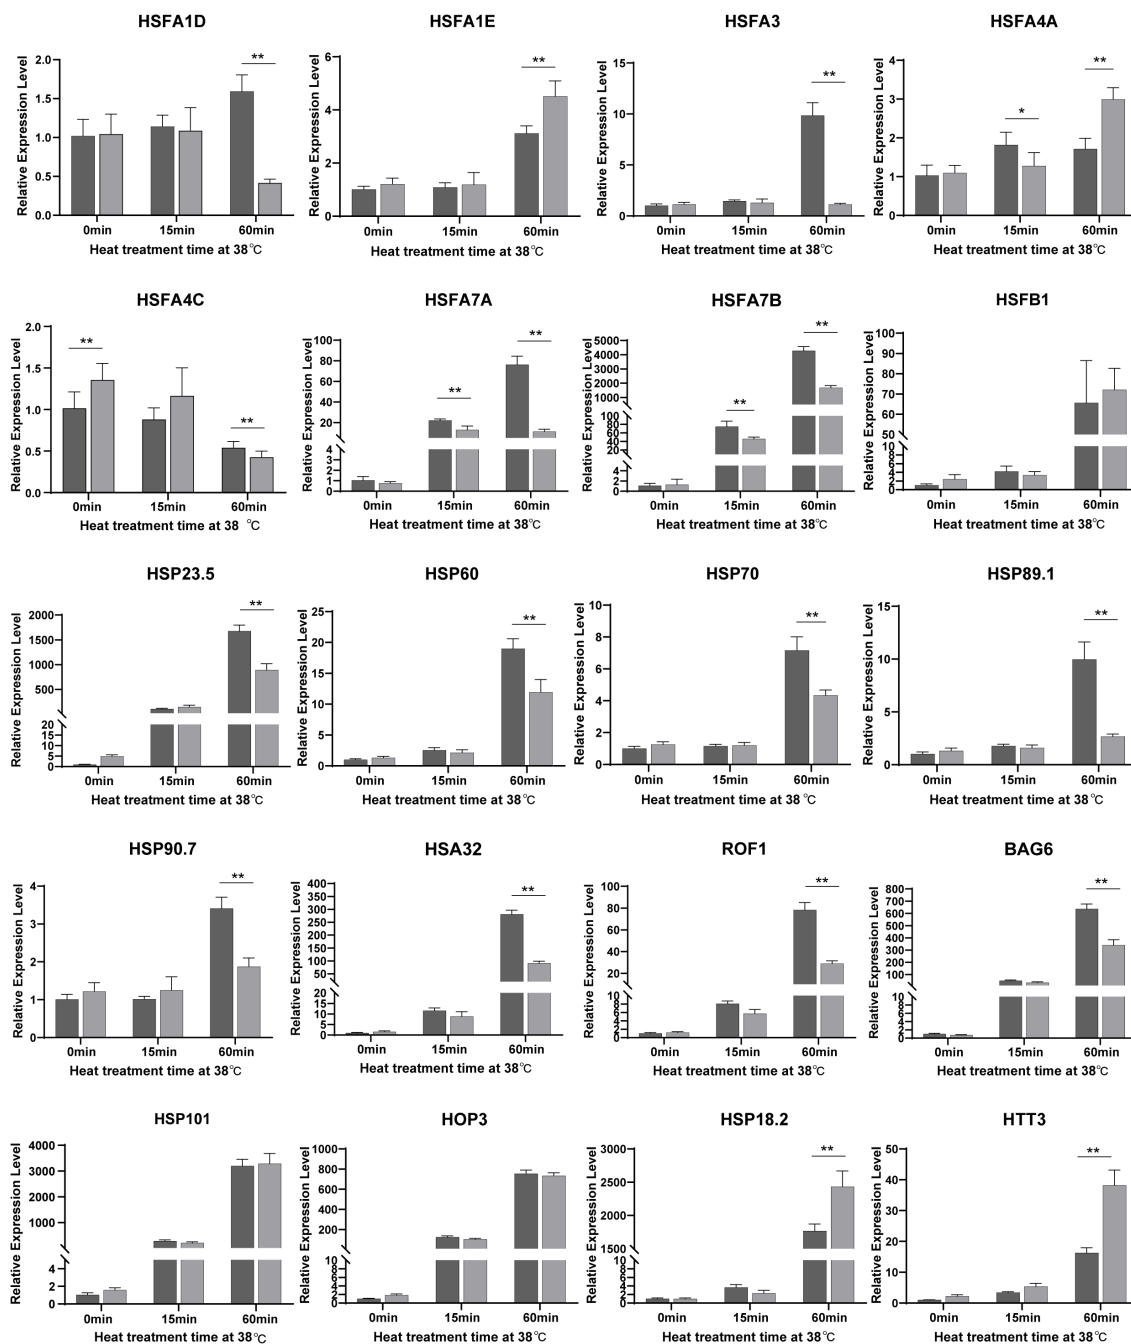 HSFA1D
Relative Expression Level
2.0
1.5
1.0
0.5
0.0
**
0min 15min 60min
Heat treatment time at 38℃
HSFA1E
Relative Expression Level
6
4
2
0
**
0min 15min 60min
Heat treatment time at 38℃
HSFA3
Relative Expression Level
15
10
5
0
**
0min 15min 60min
Heat treatment time at 38℃
HSFA4A
Relative Expression Level
4
3
2
1
0
*
**
0min 15min 60min
Heat treatment time at 38℃
HSFA4C
Relative Expression Level
2.0
1.5
1.0
0.5
0.0
**
**
0min 15min 60min
Heat treatment time at 38 ℃
HSFA7A
Relative Expression Level
100
80
60
40
20
5
4
3
2
1
0
**
**
0min 15min 60min
Heat treatment time at 38℃
HSFA7B
Relative Expression Level
5000
4000
3000
2000
1000
100
80
60
40
20
6
4
2
0
**
**
0min 15min 60min
Heat treatment time at 38℃
HSFB1
Relative Expression Level
100
90
80
70
60
50
10
8
6
4
2
0
0min 15min 60min
Heat treatment time at 38℃
HSP23.5
Relative Expression Level
2000
1500
1000
500
20
15
10
5
0
**
0min 15min 60min
Heat treatment time at 38℃
HSP60
Relative Expression Level
25
20
15
10
5
0
**
0min 15min 60min
Heat treatment time at 38℃
HSP70
Relative Expression Level
10
8
6
4
2
0
**
0min 15min 60min
Heat treatment time at 38℃
HSP89.1
Relative Expression Level
15
10
5
0
**
0min 15min 60min
Heat treatment time at 38℃
HSP90.7
Relative Expression Level
4
3
2
1
0
**
0min 15min 60min
Heat treatment time at 38℃
HSA32
Relative Expression Level
400
350
300
250
200
150
100
50
20
15
10
5
0
**
0min 15min 60min
Heat treatment time at 38℃
ROF1
Relative Expression Level
100
80
60
40
20
10
8
6
4
2
0
**
0min 15min 60min
Heat treatment time at 38℃
BAG6
Relative Expression Level
800
700
600
500
400
300
200
100
10
8
6
4
2
0
**
0min 15min 60min
Heat treatment time at 38℃
HSP101
Relative Expression Level
4000
3000
2000
1000
4
2
0
0min 15min 60min
Heat treatment time at 38℃
HOP3
Relative Expression Level
1000
800
600
400
200
10
8
6
4
2
0
0min 15min 60min
Heat treatment time at 38℃
HSP18.2
Relative Expression Level
3000
2500
2000
1500
10
8
6
4
2
0
**
0min 15min 60min
Heat treatment time at 38℃
HTT3
Relative Expression Level
50
40
30
20
10
0
**
0min 15min 60min
Heat treatment time at 38℃